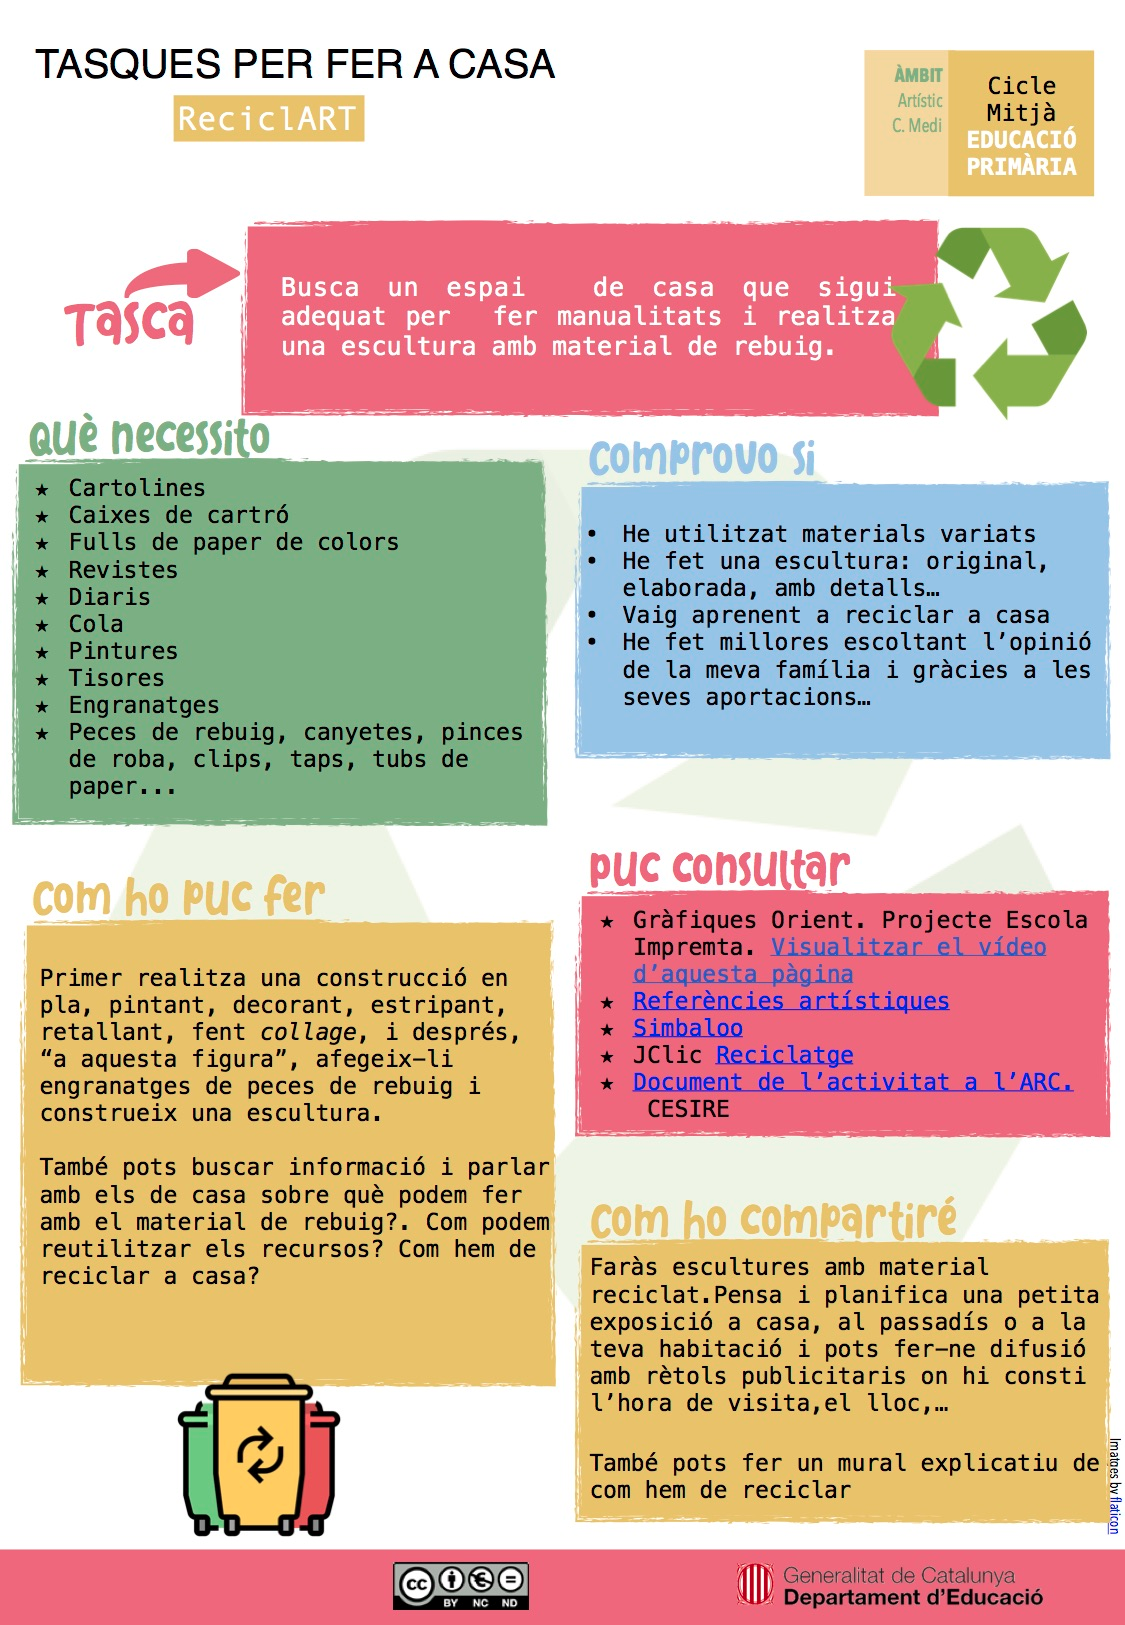 TASQUES PER FER A CASA
ReciclART
ÀMBIT
Artístic
C. Medi
Cicle
Mitjà
EDUCACIÓ
PRIMÀRIA
Tasca
Busca un espai de casa que sigui
adequat per fer manualitats i realitza
una escultura amb material de rebuig.
què necessito
★ Cartolines
★ Caixes de cartró
★ Fulls de paper de colors
★ Revistes
★ Diaris
★ Cola
★ Pintures
★ Tisores
★ Engranatges
★ Peces de rebuig, canyetes, pinces
de roba, clips, taps, tubs de
paper...
comprovo si
• He utilitzat materials variats
• He fet una escultura: original,
elaborada, amb detalls…
• Vaig aprenent a reciclar a casa
• He fet millores escoltant l’opinió
de la meva família i gràcies a les
seves aportacions…
com ho puc fer
Primer realitza una construcció en
pla, pintant, decorant, estripant,
retallant, fent collage, i després,
“a aquesta figura”, afegeix-li
engranatges de peces de rebuig i
construeix una escultura.
També pots buscar informació i parlar
amb els de casa sobre què podem fer
amb el material de rebuig?. Com podem
reutilitzar els recursos? Com hem de
reciclar a casa?
puc consultar
★ Gràfiques Orient. Projecte Escola
Impremta. Visualitzar el vídeo
d’aquesta pàgina
★ Referències artístiques
★ Simbaloo
★ JClic Reciclatge
★ Document de l’activitat a l’ARC.
CESIRE
com ho compartiré
Faràs escultures amb material
reciclat.Pensa i planifica una petita
exposició a casa, al passadís o a la
teva habitació i pots fer-ne difusió
amb rètols publicitaris on hi consti
l’hora de visita,el lloc,…
També pots fer un mural explicatiu de
com hem de reciclar
Imatges by flaticon
cc BY NC ND
Generalitat de Catalunya
Departament d’Educació